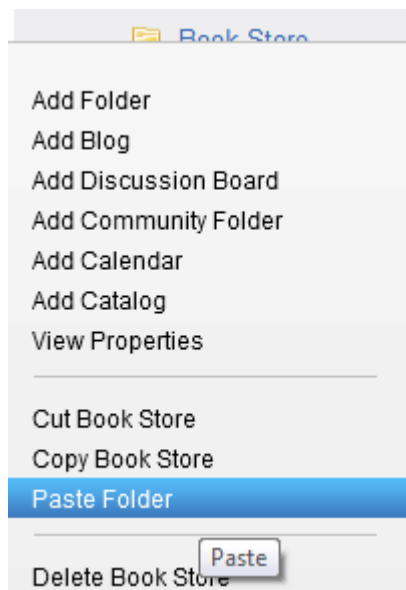 Book Store
Add Folder
Add Blog
Add Discussion Board
Add Community Folder
Add Calendar
Add Catalog
View Properties
Cut Book Store
Copy Book Store
Paste Folder
Paste
Delete Book Store